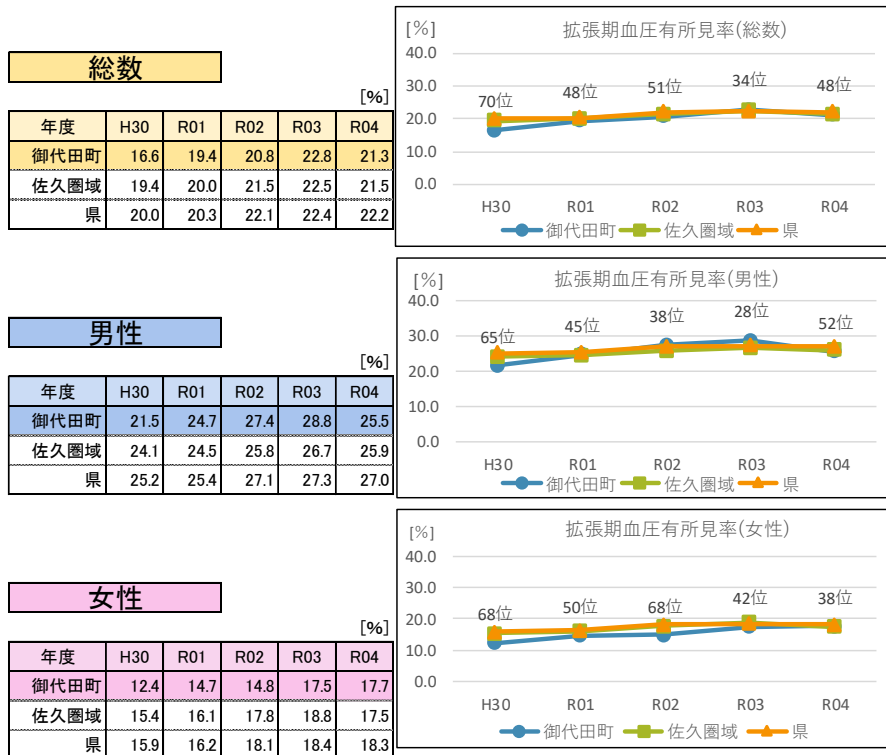 総数
[%]
年度 H30 R01 R02 R03 R04
御代田町 16.6 19.4 20.8 22.8 21.3
佐久圏域 19.4 20.0 21.5 22.5 21.5
県 20.0 20.3 22.1 22.4 22.2
[%] 拡張期血圧有所見率(総数)
40.0
30.0
20.0
10.0
0.0
70位 48位 51位 34位 48位
H30 R01 R02 R03 R04
御代田町 佐久圏域 県
男性
[%]
年度 H30 R01 R02 R03 R04
御代田町 21.5 24.7 27.4 28.8 25.5
佐久圏域 24.1 24.5 25.8 26.7 25.9
県 25.2 25.4 27.1 27.3 27.0
[%] 拡張期血圧有所見率(男性)
40.0
30.0
20.0
10.0
0.0
65位 45位 38位 28位 52位
H30 R01 R02 R03 R04
御代田町 佐久圏域 県
女性
[%]
年度 H30 R01 R02 R03 R04
御代田町 12.4 14.7 14.8 17.5 17.7
佐久圏域 15.4 16.1 17.8 18.8 17.5
県 15.9 16.2 18.1 18.4 18.3
[%] 拡張期血圧有所見率(女性)
40.0
30.0
20.0
10.0
0.0
68位 50位 68位 42位 38位
H30 R01 R02 R03 R04
御代田町 佐久圏域 県